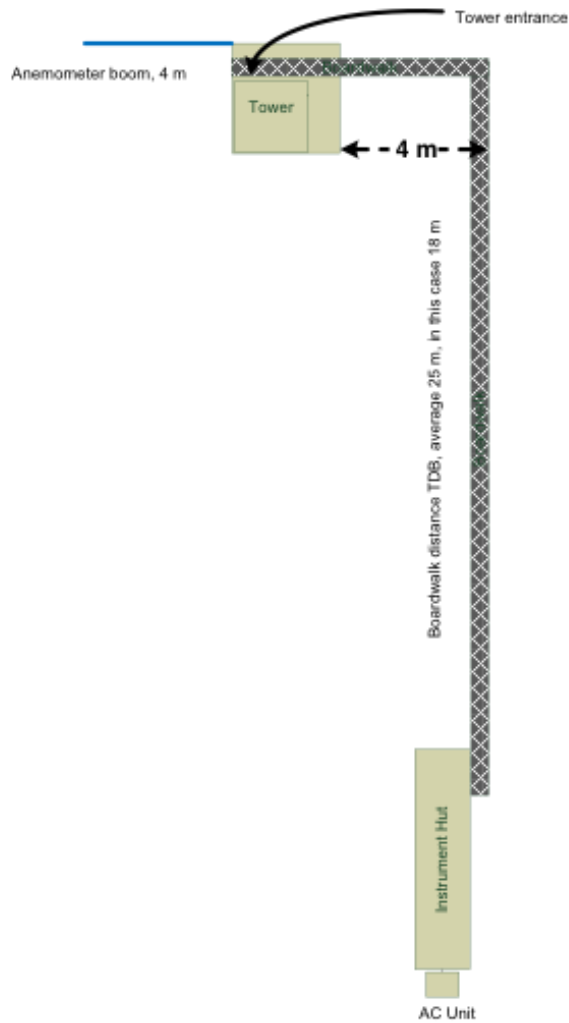 Tower entrance
Anemometer boom, 4 m
Tower
4 m
Boardwalk distance TDB, average 25 m, in this case 18 m
Instrument Hut
AC Unit